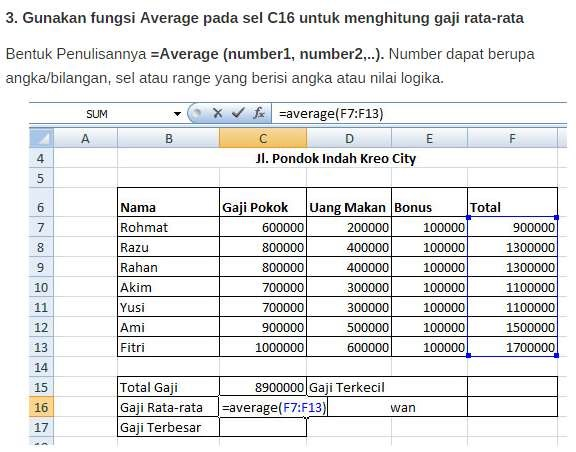 3. Gunakan fungsi Average pada sel C16 untuk menghitung gaji rata-rata
Bentuk Penulisannya =Average (number1, number2,..). Number dapat berupa
angka/bilangan, sel atau range yang berisi angka atau nilai logika.
SUM fx =average(F7:F13)
A B C D E F
4 Jl. Pondok Indah Kreo City
5
6 Nama Gaji Pokok Uang Makan Bonus Total
7 Rohmat 600000 200000 100000 900000
8 Razu 800000 400000 100000 1300000
9 Rahan 800000 400000 100000 1300000
10 Akim 700000 300000 100000 1100000
11 Yusi 700000 300000 100000 1100000
12 Ami 900000 500000 100000 1500000
13 Fitri 1000000 600000 100000 1700000
14
15 Total Gaji 8900000 Gaji Terkecil
16 Gaji Rata-rata =average(F7:F13) wan
17 Gaji Terbesar